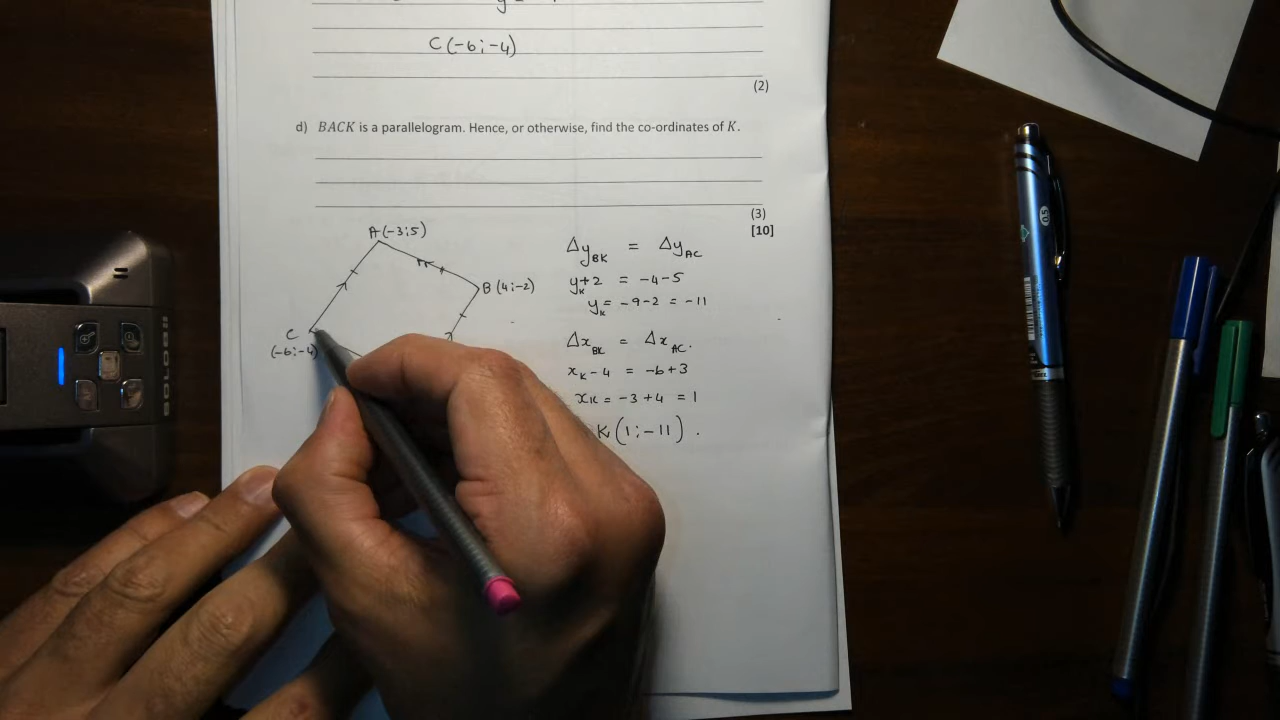 C (-6 ; -4)
(2)
d) BACK is a parallelogram. Hence, or otherwise, find the co-ordinates of K.
(3)
[10]
A (-3 ; 5)
B (4 ; -2)
C
(-6 ; -4)
Δy_BK = Δy_AC
y_K + 2 = -4 - 5
y_K = -9 - 2 = -11
Δx_BK = Δx_AC.
x_K - 4 = -6 + 3
x_K = -3 + 4 = 1
K (1 ; -11) .